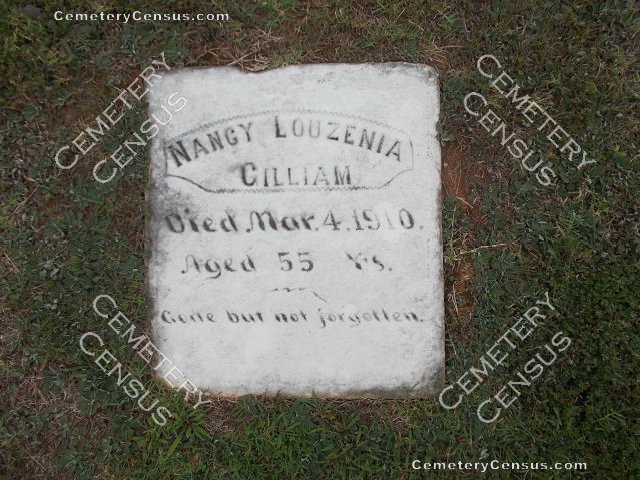 CemeteryCensus.com
CEMETERY CENSUS
CEMETERY CENSUS
NANCY LOUZENIA
GILLIAM
Died Mar. 4. 1910.
Aged 55 Ys.
Gone but not forgotten.
CEMETERY CENSUS
CEMETERY CENSUS
CemeteryCensus.com